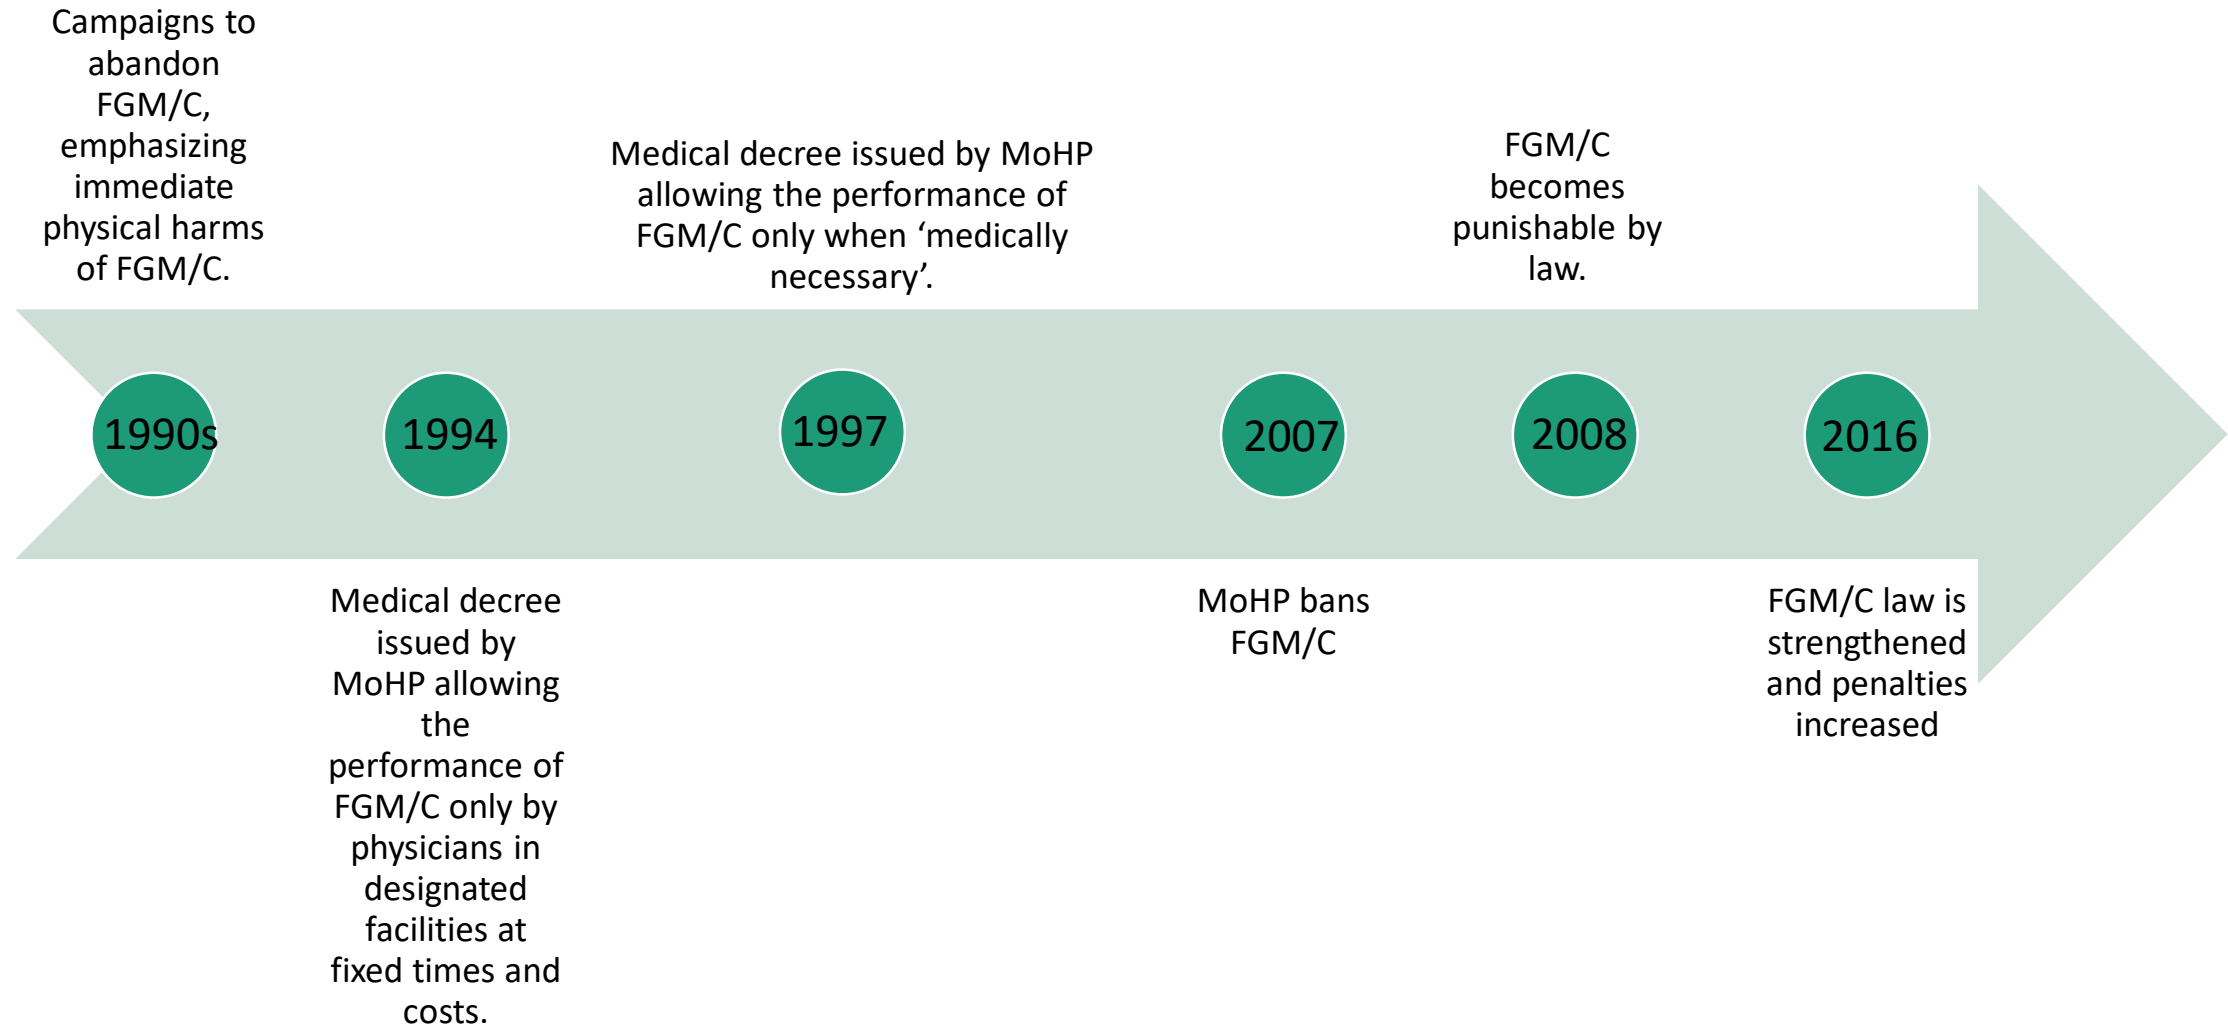 Campaigns to
abandon
FGM/C,
emphasizing
immediate
physical harms
of FGM/C.
Medical decree issued by MoHP
allowing the performance of
FGM/C only when ‘medically
necessary’.
FGM/C
becomes
punishable by
law.
1990s
1994
1997
2007
2008
2016
Medical decree
issued by
MoHP allowing
the
performance of
FGM/C only by
physicians in
designated
facilities at
fixed times and
costs.
MoHP bans
FGM/C
FGM/C law is
strengthened
and penalties
increased